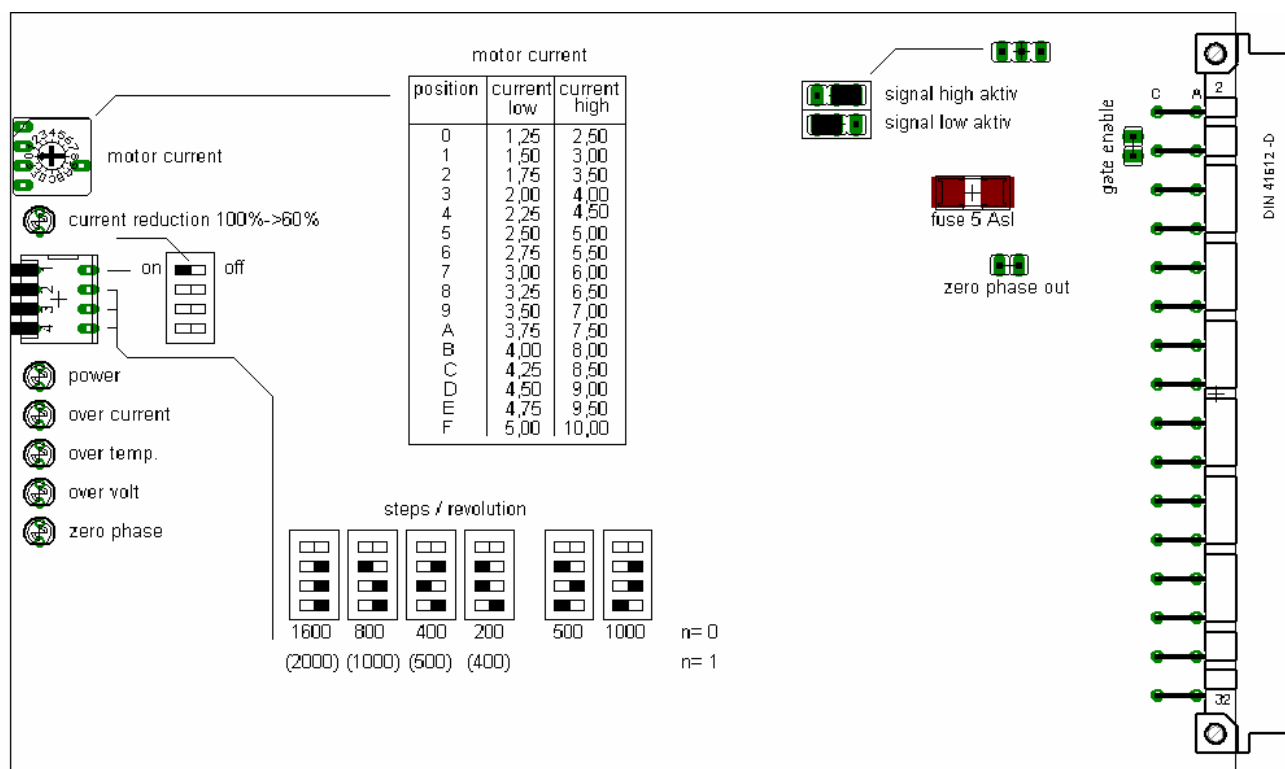 motor current
position current low current high
0 1,25 2,50
1 1,50 3,00
2 1,75 3,50
3 2,00 4,00
4 2,25 4,50
5 2,50 5,00
6 2,75 5,50
7 3,00 6,00
8 3,25 6,50
9 3,50 7,00
A 3,75 7,50
B 4,00 8,00
C 4,25 8,50
D 4,50 9,00
E 4,75 9,50
F 5,00 10,00
motor current
current reduction 100%->60%
on off
1
2
3
4
power
over current
over temp.
over volt
zero phase
steps / revolution
1600 800 400 200 500 1000 n= 0
(2000) (1000) (500) (400) n= 1
signal high aktiv
signal low aktiv
fuse 5 Asl
zero phase out
gate enable
C A 2
32
DIN 41612 -D